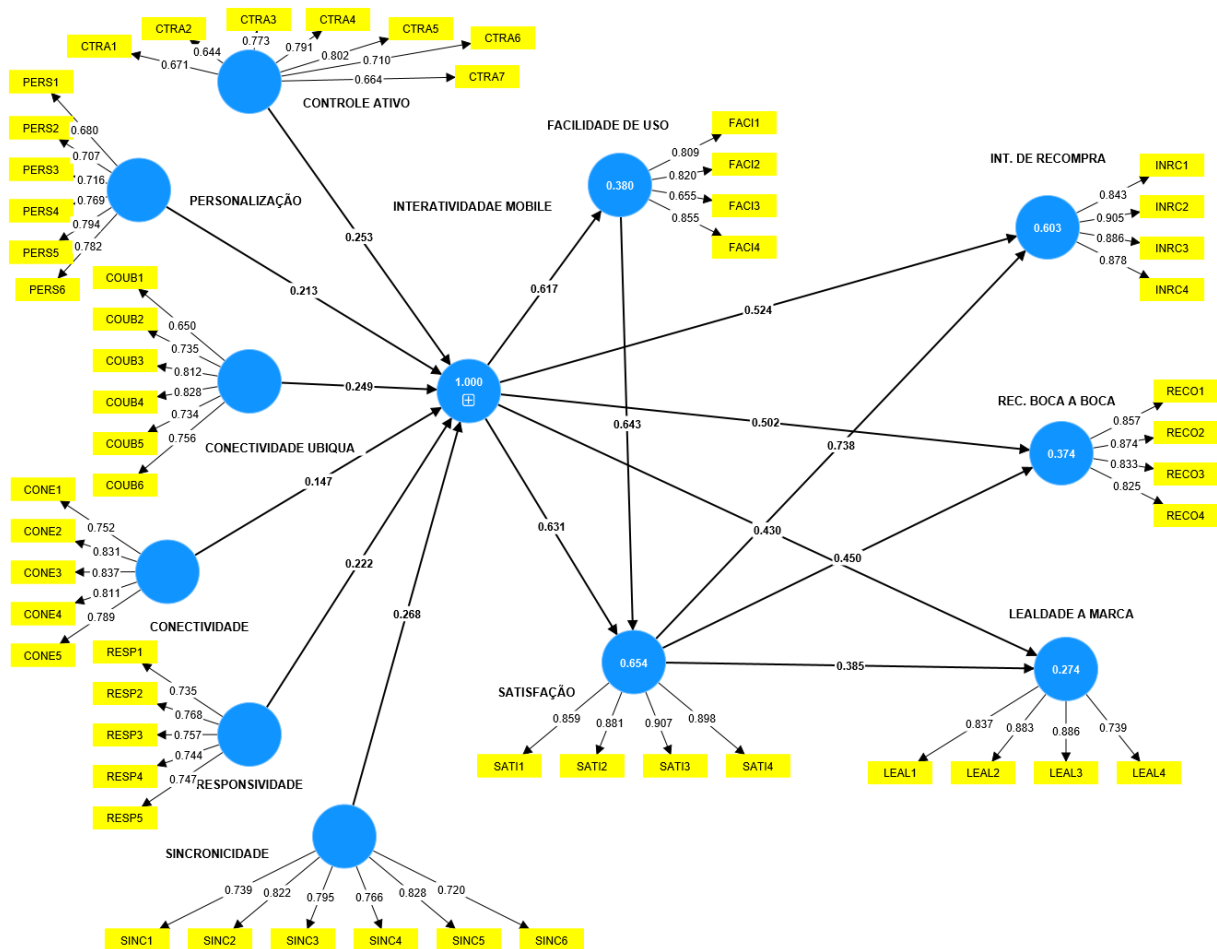 CTRA1
CTRA2
CTRA3
CTRA4
CTRA5
CTRA6
CTRA7
0.671
0.644
0.773
0.791
0.802
0.710
0.664
CONTROLE ATIVO
PERS1
PERS2
PERS3
PERS4
PERS5
PERS6
0.680
0.707
0.716
0.769
0.794
0.782
PERSONALIZAÇÃO
COUB1
COUB2
COUB3
COUB4
COUB5
COUB6
0.650
0.735
0.812
0.828
0.734
0.756
CONECTIVIDADE UBIQUA
CONE1
CONE2
CONE3
CONE4
CONE5
0.752
0.831
0.837
0.811
0.789
CONECTIVIDADE
RESP1
RESP2
RESP3
RESP4
RESP5
0.735
0.768
0.757
0.744
0.747
RESPONSIVIDADE
SINCRONICIDADE
0.739
0.822
0.795
0.766
0.828
0.720
SINC1
SINC2
SINC3
SINC4
SINC5
SINC6
0.253
0.213
0.249
0.147
0.222
0.268
INTERATIVIDADAE MOBILE
1.000
0.617
0.524
0.502
0.430
0.631
FACILIDADE DE USO
0.380
0.809
0.820
0.655
0.855
FACI1
FACI2
FACI3
FACI4
0.643
SATISFAÇÃO
0.654
0.859
0.881
0.907
0.898
SATI1
SATI2
SATI3
SATI4
0.738
0.450
0.385
INT. DE RECOMPRA
0.603
0.843
0.905
0.886
0.878
INRC1
INRC2
INRC3
INRC4
REC. BOCA A BOCA
0.374
0.857
0.874
0.833
0.825
RECO1
RECO2
RECO3
RECO4
LEALDADE A MARCA
0.274
0.837
0.883
0.886
0.739
LEAL1
LEAL2
LEAL3
LEAL4